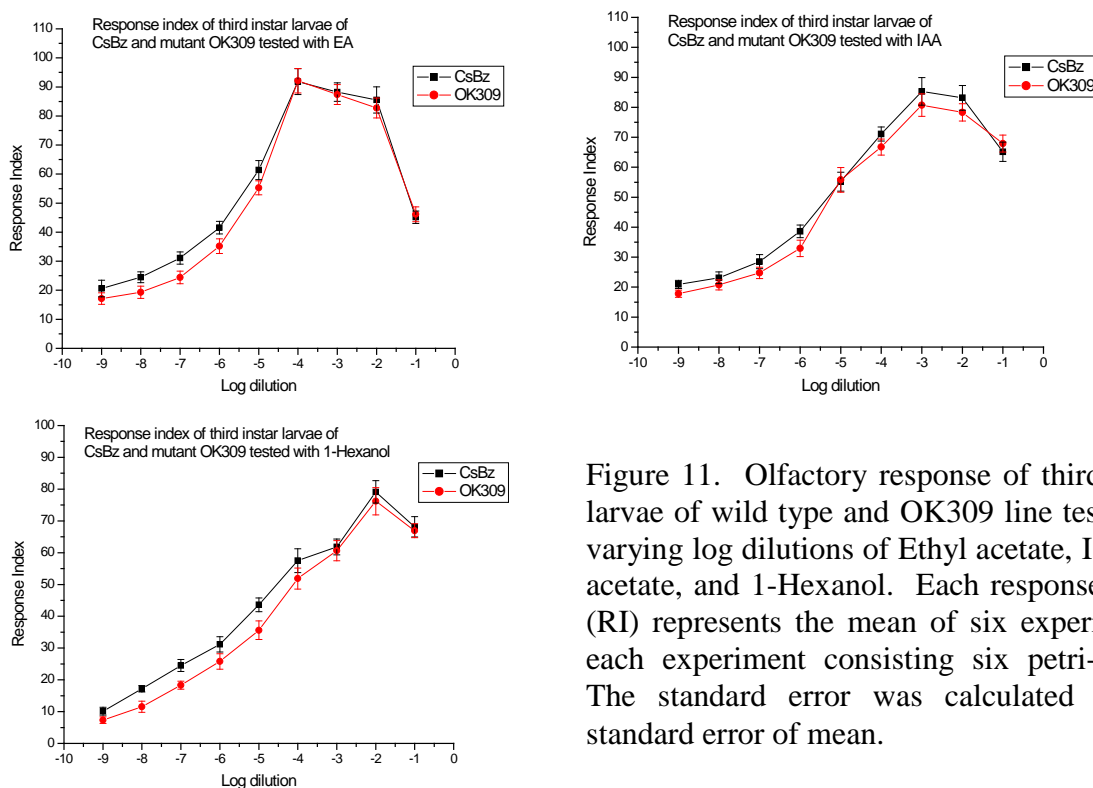 Response index of third instar larvae of
CsBz and mutant OK309 tested with EA
CsBz
OK309
Response Index
110
100
90
80
70
60
50
40
30
20
10
0
-10 -9 -8 -7 -6 -5 -4 -3 -2 -1 0
Log dilution
Response index of third instar larvae of
CsBz and mutant OK309 tested with IAA
CsBz
OK309
Response Index
110
100
90
80
70
60
50
40
30
20
10
0
-10 -9 -8 -7 -6 -5 -4 -3 -2 -1 0
Log dilution
Response index of third instar larvae of
CsBz and mutant OK309 tested with 1-Hexanol
CsBz
OK309
Response Index
100
90
80
70
60
50
40
30
20
10
0
-10 -9 -8 -7 -6 -5 -4 -3 -2 -1 0
Log dilution
Figure 11. Olfactory response of third
larvae of wild type and OK309 line tes
varying log dilutions of Ethyl acetate, I
acetate, and 1-Hexanol. Each response
(RI) represents the mean of six experi
each experiment consisting six petri-
The standard error was calculated
standard error of mean.